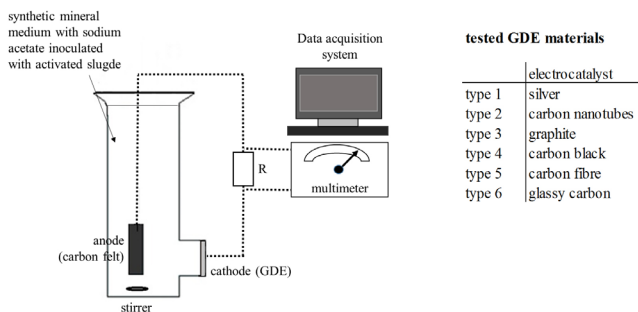 synthetic mineral
medium with sodium
acetate inoculated
with activated slugde
Data acquisition
system
R
multimeter
anode
(carbon felt)
cathode (GDE)
stirrer
tested GDE materials
electrocatalyst
type 1 silver
type 2 carbon nanotubes
type 3 graphite
type 4 carbon black
type 5 carbon fibre
type 6 glassy carbon